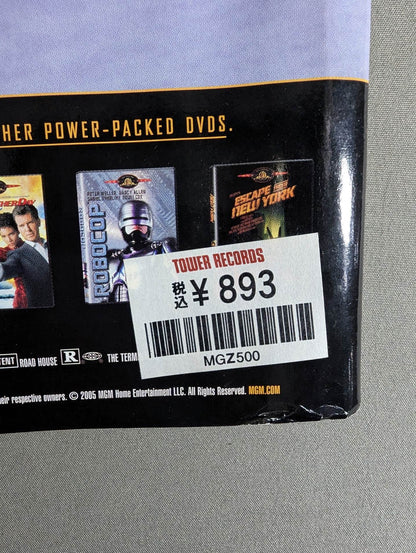 HER POWER-PACKED DVDS.
PETER WELLER NANCY ALLEN
ROBOCOP
ESCAPE FROM
NEW YORK
TOWER RECORDS
税込 ¥ 893
MGZ500
TENT ROAD HOUSE R THE TERM
heir respective owners. © 2005 MGM Home Entertainment LLC. All Rights Reserved. MGM.COM